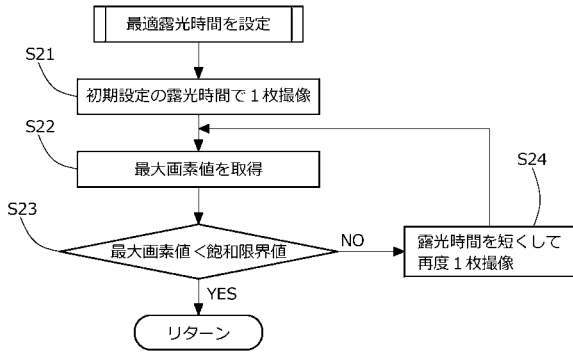 最適露光時間を設定
S21
初期設定の露光時間で1枚撮像
S22
最大画素値を取得
S23
最大画素値<飽和限界値
NO
S24
露光時間を短くして
再度1枚撮像
YES
リターン